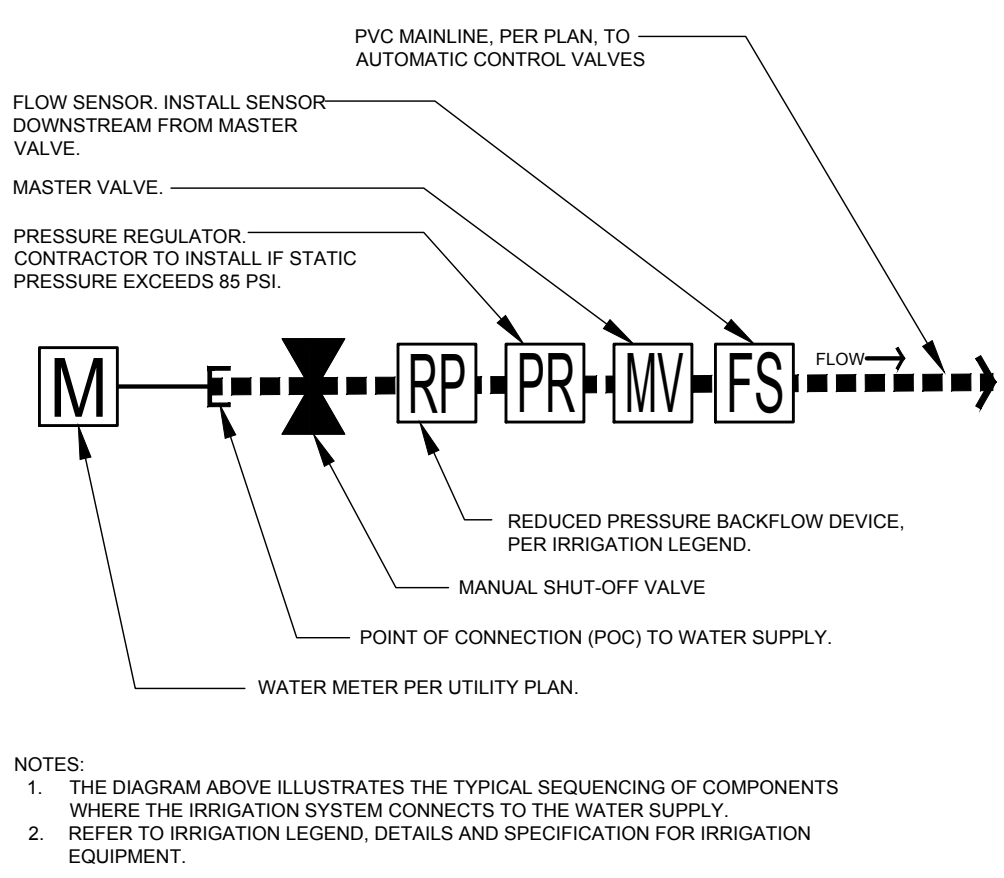 PVC MAINLINE, PER PLAN, TO
AUTOMATIC CONTROL VALVES
FLOW SENSOR. INSTALL SENSOR
DOWNSTREAM FROM MASTER
VALVE.
MASTER VALVE.
PRESSURE REGULATOR.
CONTRACTOR TO INSTALL IF STATIC
PRESSURE EXCEEDS 85 PSI.
M
E
RP
PR
MV
FS
FLOW
REDUCED PRESSURE BACKFLOW DEVICE,
PER IRRIGATION LEGEND.
MANUAL SHUT-OFF VALVE
POINT OF CONNECTION (POC) TO WATER SUPPLY.
WATER METER PER UTILITY PLAN.
NOTES:
1. THE DIAGRAM ABOVE ILLUSTRATES THE TYPICAL SEQUENCING OF COMPONENTS
WHERE THE IRRIGATION SYSTEM CONNECTS TO THE WATER SUPPLY.
2. REFER TO IRRIGATION LEGEND, DETAILS AND SPECIFICATION FOR IRRIGATION
EQUIPMENT.